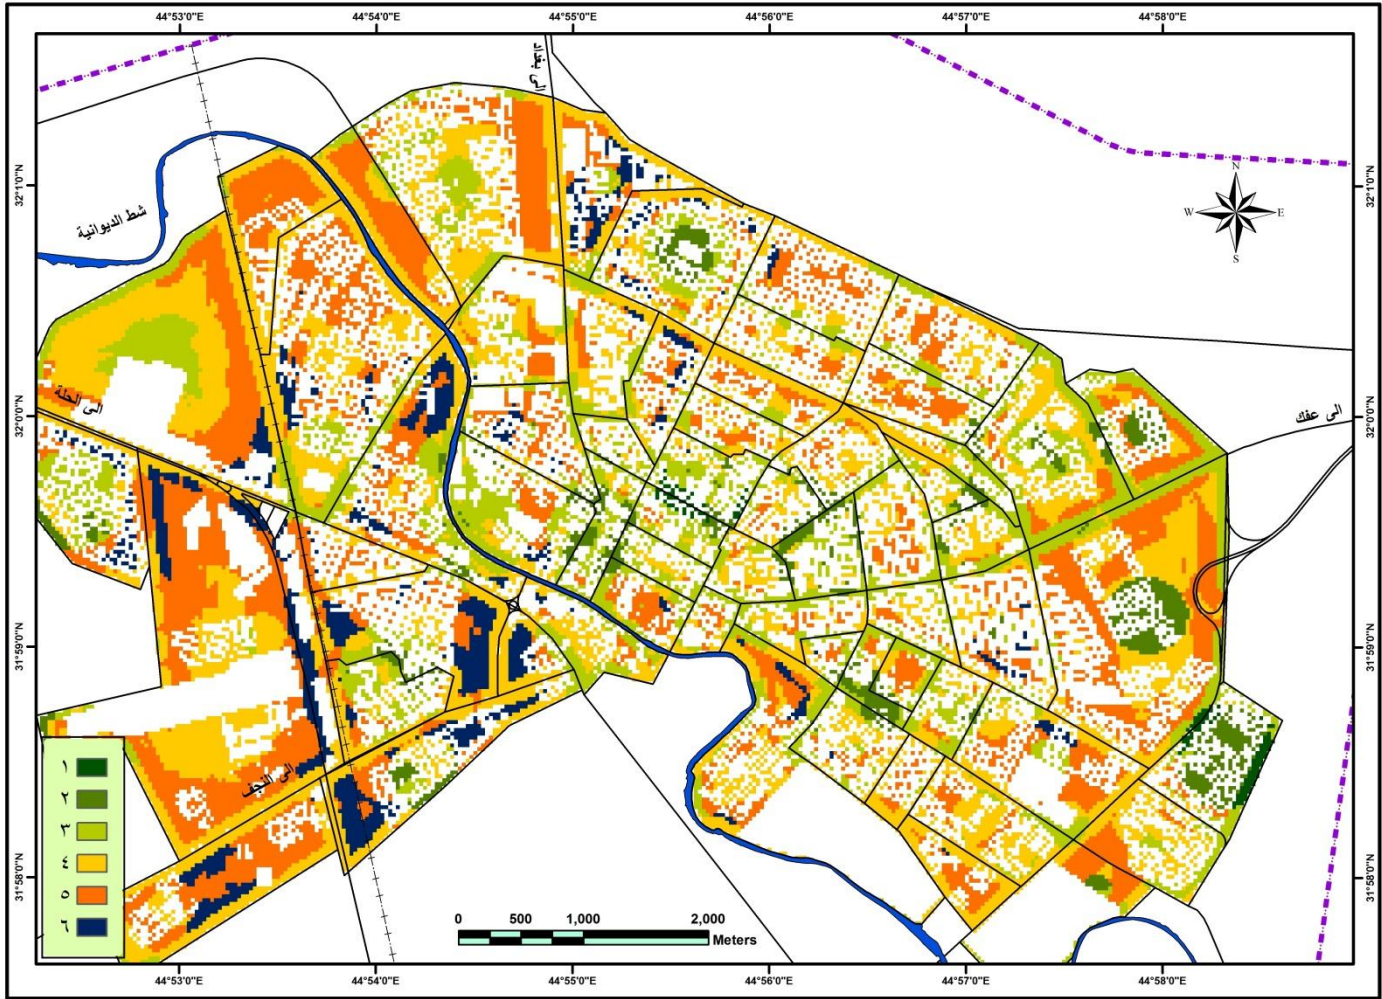 44°53'0"E 44°54'0"E 44°55'0"E 44°56'0"E 44°57'0"E 44°58'0"E
الى بغداد
32°1'0"N 32°1'0"N
N
W E
S
شط الديوانية
الى الحلة
32°0'0"N 32°0'0"N
الى عفك
31°59'0"N 31°59'0"N
الى النجف
١
٢
٣
٤
٥
٦
31°58'0"N 31°58'0"N
0 500 1,000 2,000
Meters
44°53'0"E 44°54'0"E 44°55'0"E 44°56'0"E 44°57'0"E 44°58'0"E